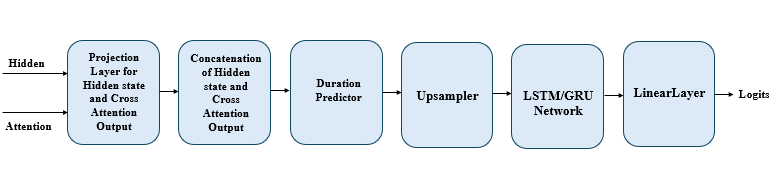 Hidden
Attention
Projection
Layer for
Hidden state
and Cross
Attention
Output
Concatenation
of Hidden
state and
Cross
Attention
Output
Duration
Predictor
Upsampler
LSTM/GRU
Network
LinearLayer
Logits